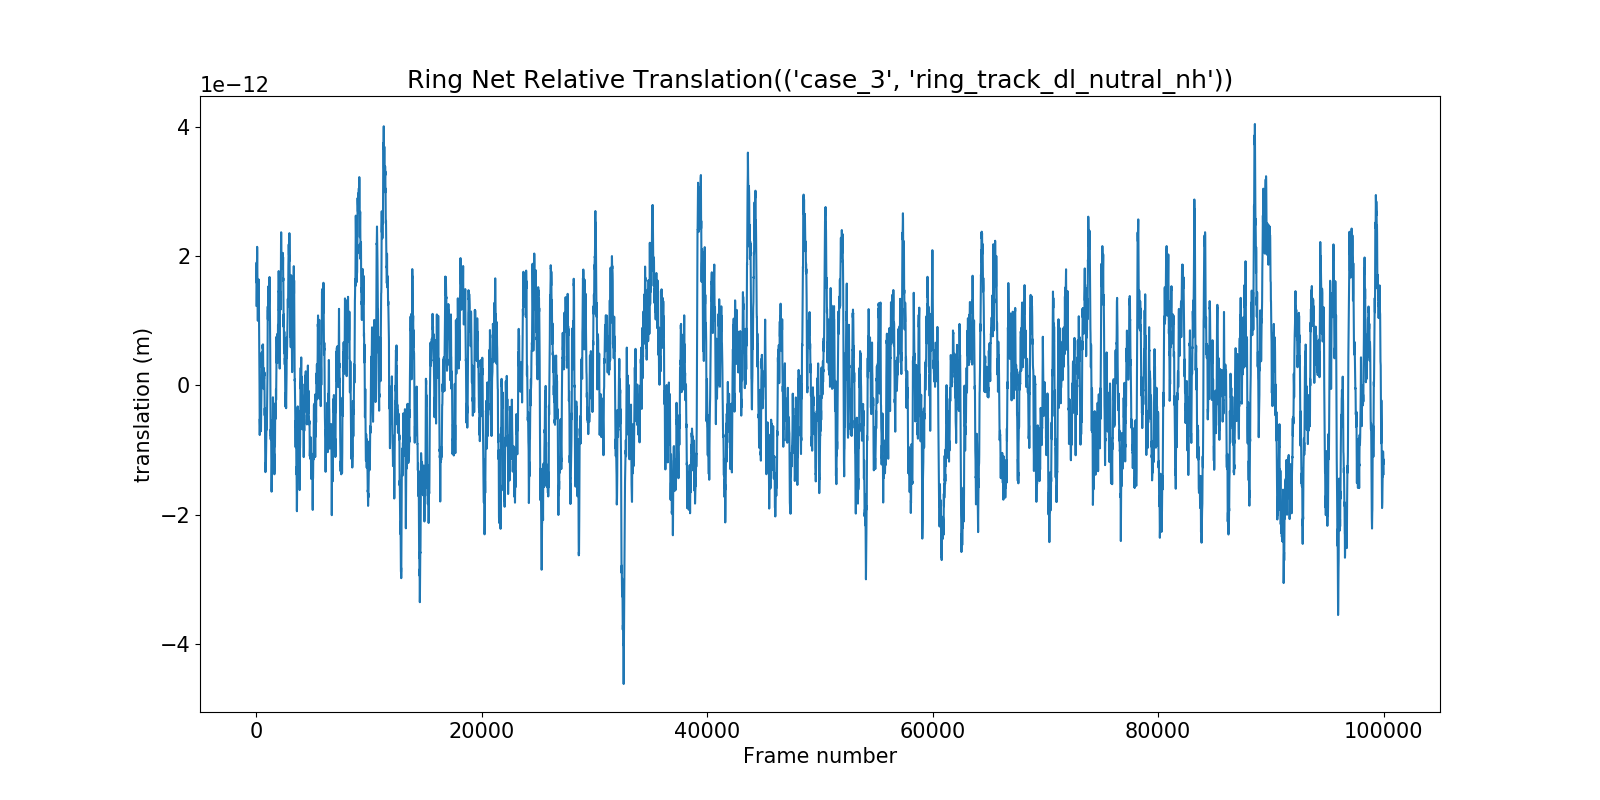 Ring Net Relative Translation(('case_3', 'ring_track_dl_nutral_nh'))
1e−12
4
2
0
−2
−4
translation (m)
0 20000 40000 60000 80000 100000
Frame number